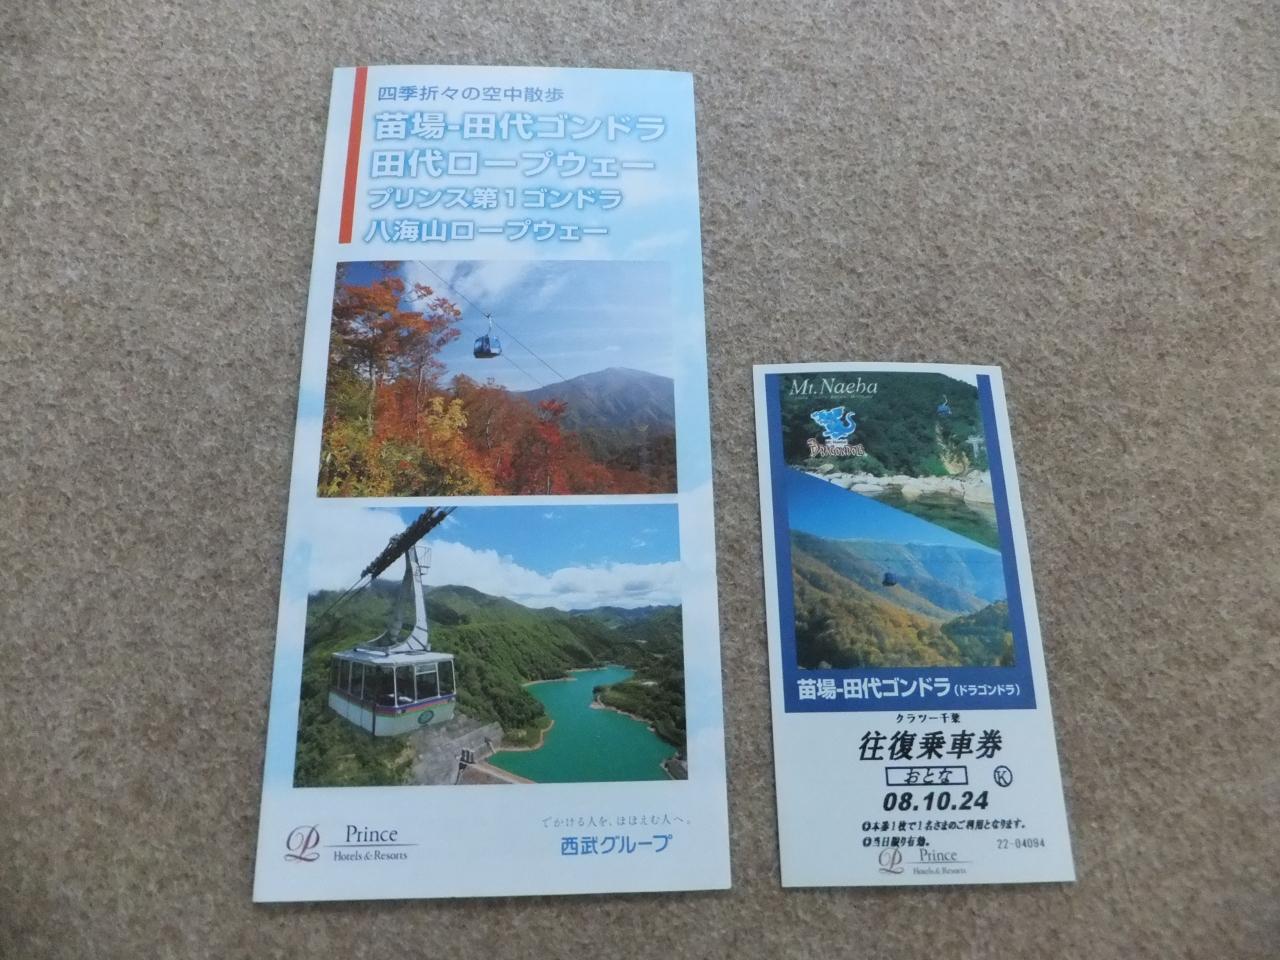 四季折々の空中散歩
苗場-田代ゴンドラ
田代ロープウェー
プリンス第1ゴンドラ
八海山ロープウェー
Prince
Hotels & Resorts
でかける人を、ほほえむ人へ。
西武グループ
Mt. Naeba
DRAGONDOLA
苗場-田代ゴンドラ(ドラゴンドラ)
クラツー千葉
往復乗車券
おとな
K
08.10.24
❶本券1枚で1名さまのご利用となります。
❷当日限り有効。
22-04094
Prince
Hotels & Resorts